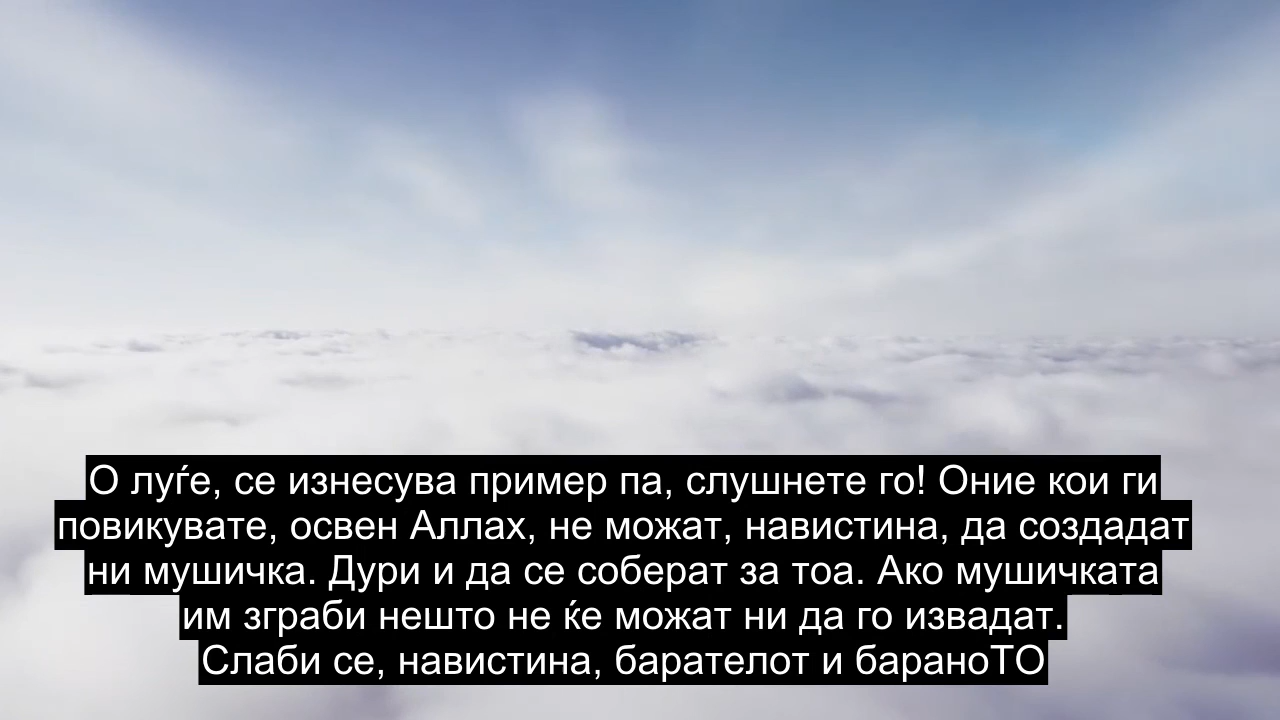 О луѓе, се изнесува пример па, слушнете го! Оние кои ги
повикувате, освен Аллах, не можат, навистина, да создадат
ни мушичка. Дури и да се соберат за тоа. Ако мушичката
им зграби нешто не ќе можат ни да го извадат.
Слаби се, навистина, барателот и бараноТО